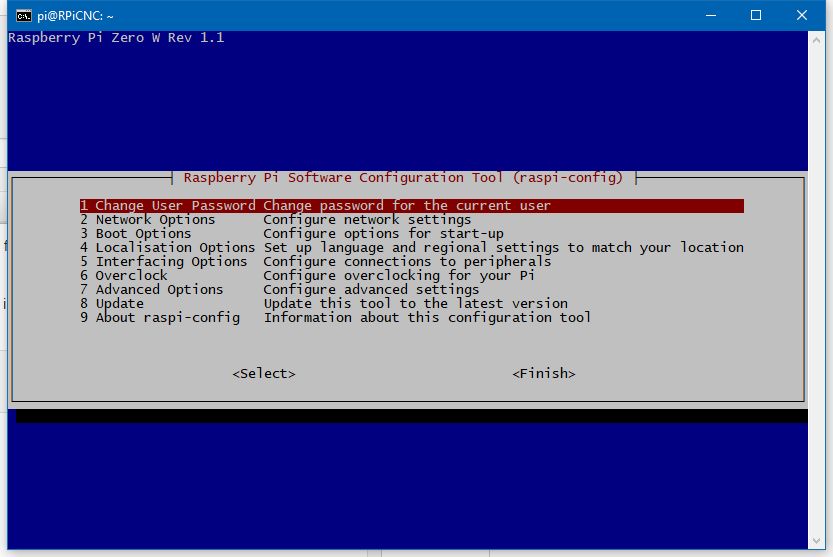 pi@RPiCNC: ~
Raspberry Pi Zero W Rev 1.1
Raspberry Pi Software Configuration Tool (raspi-config)
1 Change User Password Change password for the current user
2 Network Options Configure network settings
3 Boot Options Configure options for start-up
4 Localisation Options Set up language and regional settings to match your location
5 Interfacing Options Configure connections to peripherals
6 Overclock Configure overclocking for your Pi
7 Advanced Options Configure advanced settings
8 Update Update this tool to the latest version
9 About raspi-config Information about this configuration tool
<Select> <Finish>